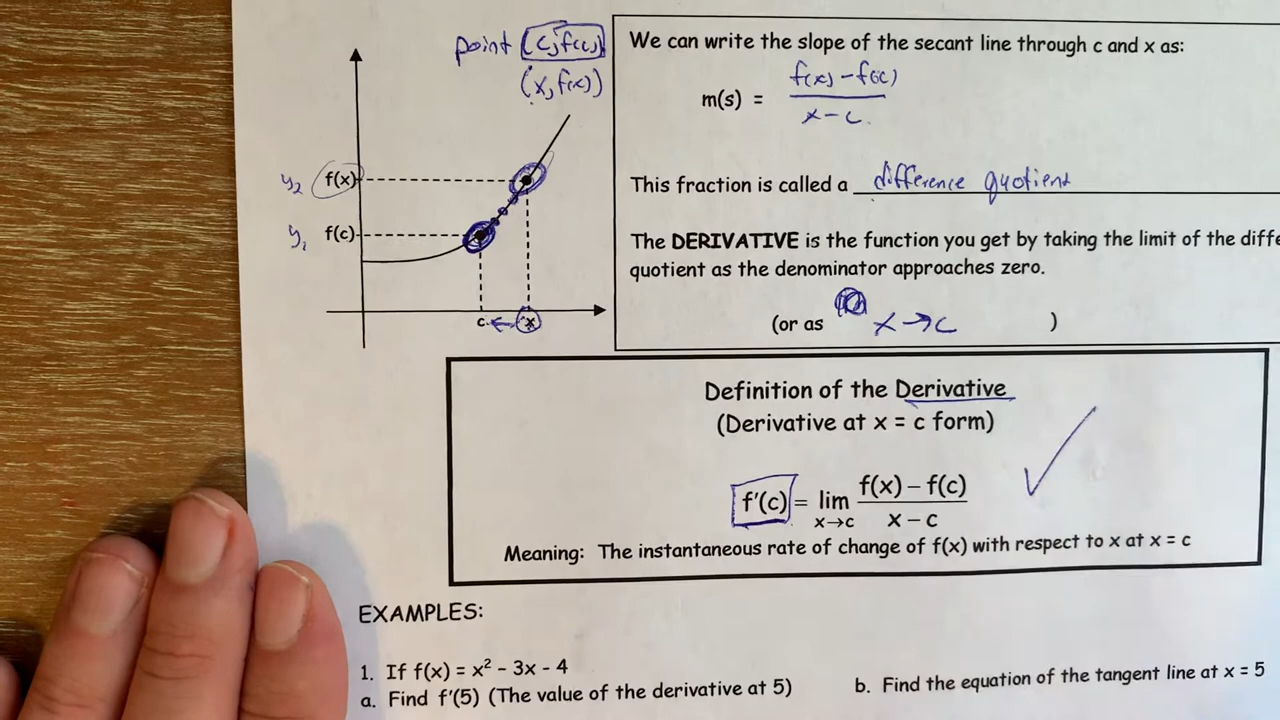 point (c, f(c))
(x, f(x))
y₂ f(x)
y₁ f(c)
c ← x
We can write the slope of the secant line through c and x as:
m(s) = f(x) - f(c) / x - c
This fraction is called a difference quotient
The DERIVATIVE is the function you get by taking the limit of the diffe
quotient as the denominator approaches zero.
(or as x → c )
Definition of the Derivative
(Derivative at x = c form)
f'(c) = lim x→c f(x) - f(c) / x - c
Meaning: The instantaneous rate of change of f(x) with respect to x at x = c
EXAMPLES:
1. If f(x) = x² - 3x - 4
a. Find f'(5) (The value of the derivative at 5)
b. Find the equation of the tangent line at x = 5